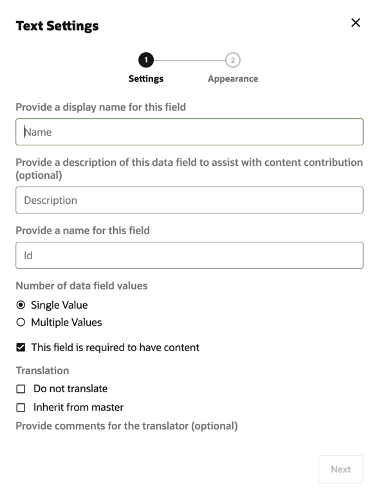 Text Settings
1
2
Settings
Appearance
Provide a display name for this field
Name
Provide a description of this data field to assist with content contribution
(optional)
Description
Provide a name for this field
Id
Number of data field values
Single Value
Multiple Values
This field is required to have content
Translation
Do not translate
Inherit from master
Provide comments for the translator (optional)
Next